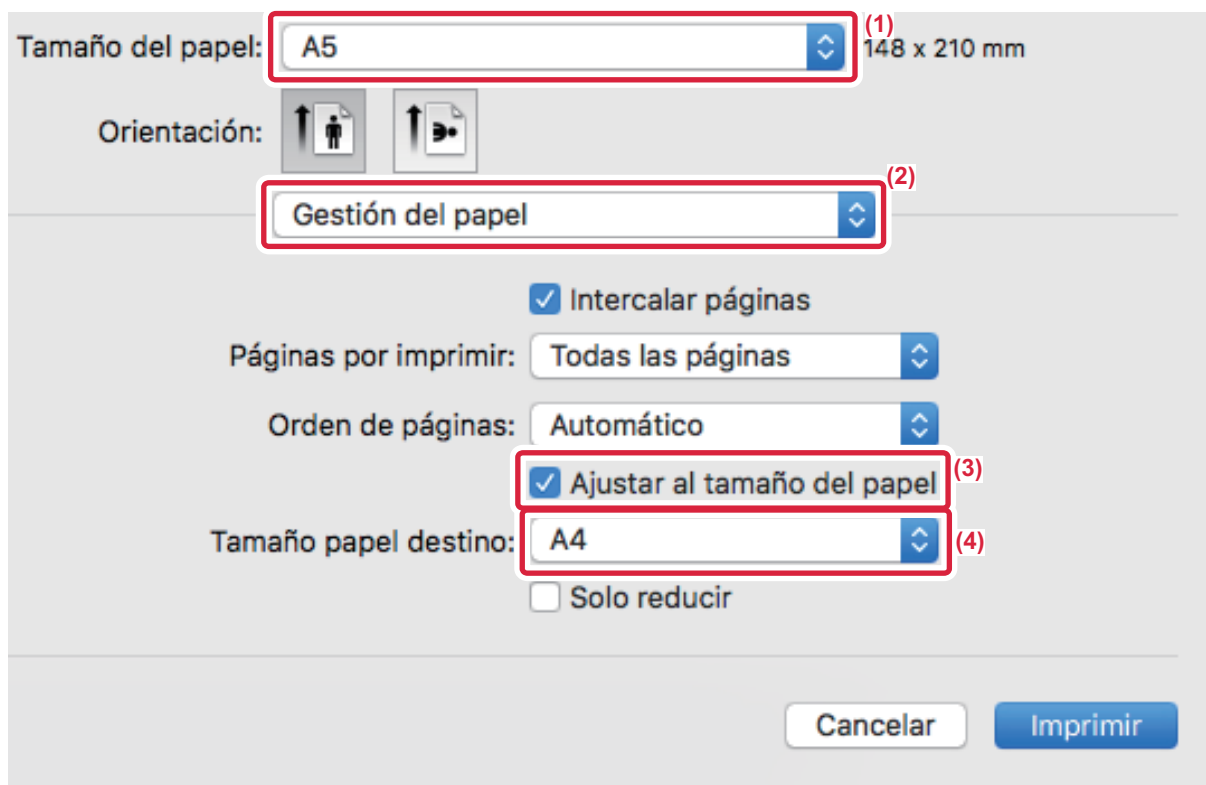 (1)
Tamaño del papel: A5 148 x 210 mm
Orientación:
(2)
Gestión del papel
Intercalar páginas
Páginas por imprimir: Todas las páginas
Orden de páginas: Automático
Ajustar al tamaño del papel (3)
Tamaño papel destino: A4 (4)
Solo reducir
Cancelar Imprimir